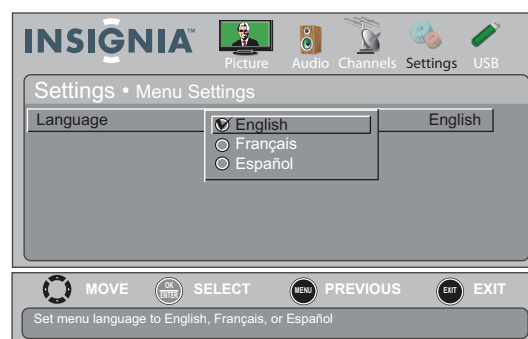 INSIGNIA™
Picture Audio Channels Settings USB
Settings • Menu Settings
Language English
English
Français
Español
MOVE OK ENTER SELECT MENU PREVIOUS EXIT EXIT
Set menu language to English, Français, or Español